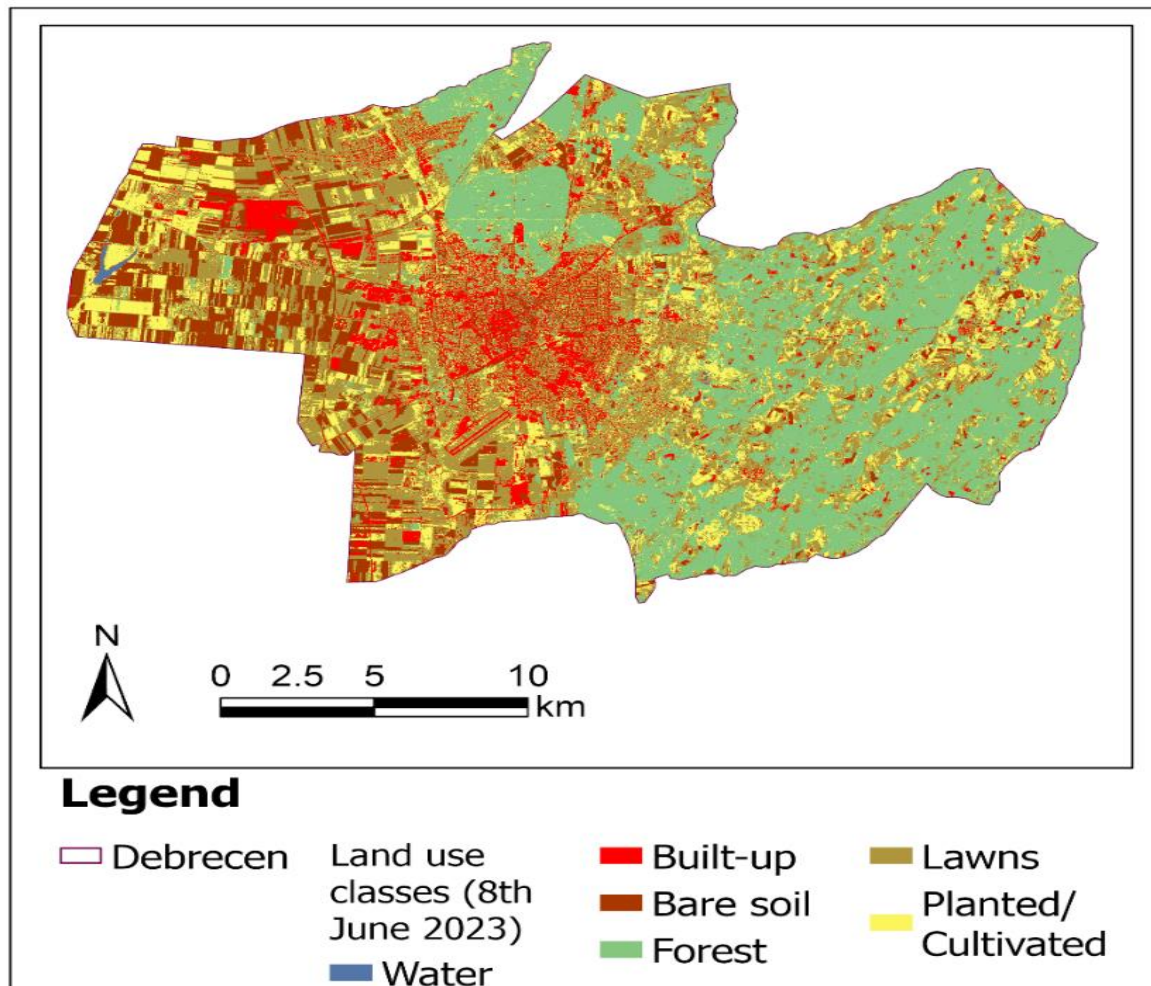 N
0 2.5 5 10
km
Legend
Debrecen
Land use
classes (8th
June 2023)
Water
Built-up
Bare soil
Forest
Lawns
Planted/
Cultivated